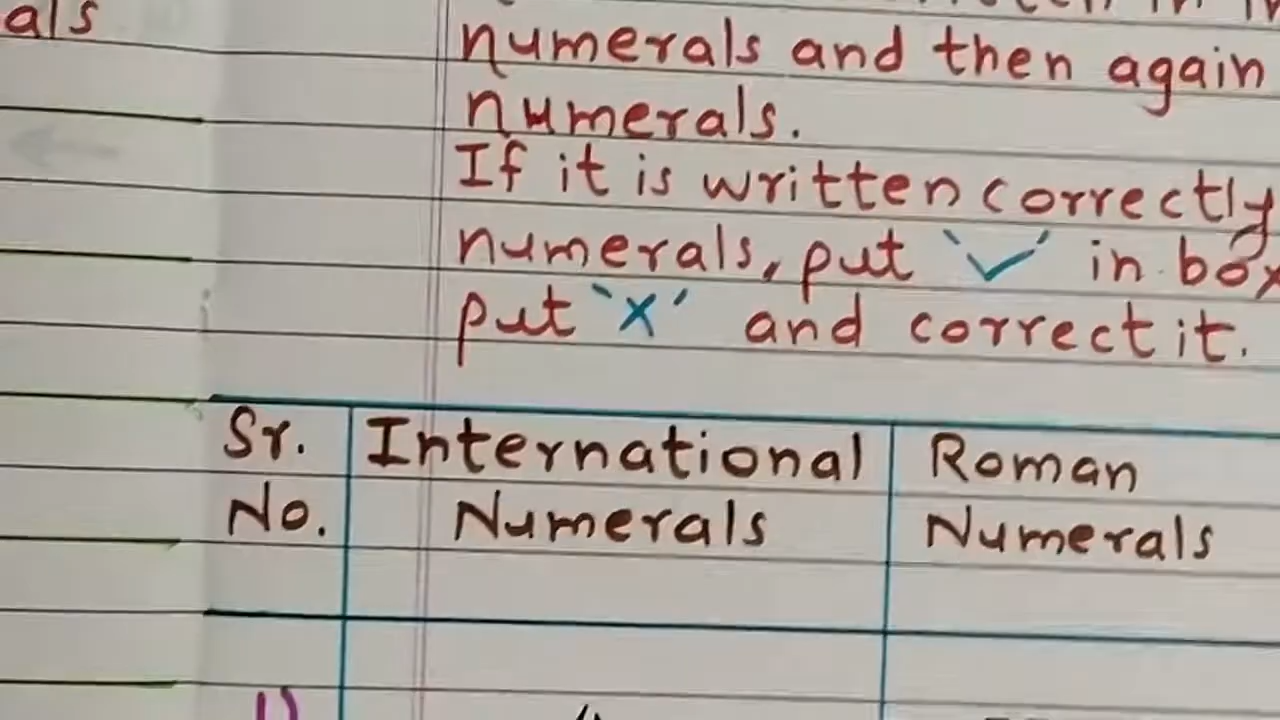 als
numerals and then again
numerals.
If it is written correctly
numerals, put '✓' in box
put 'x' and correct it.
Sr. International Roman
No. Numerals Numerals
1)